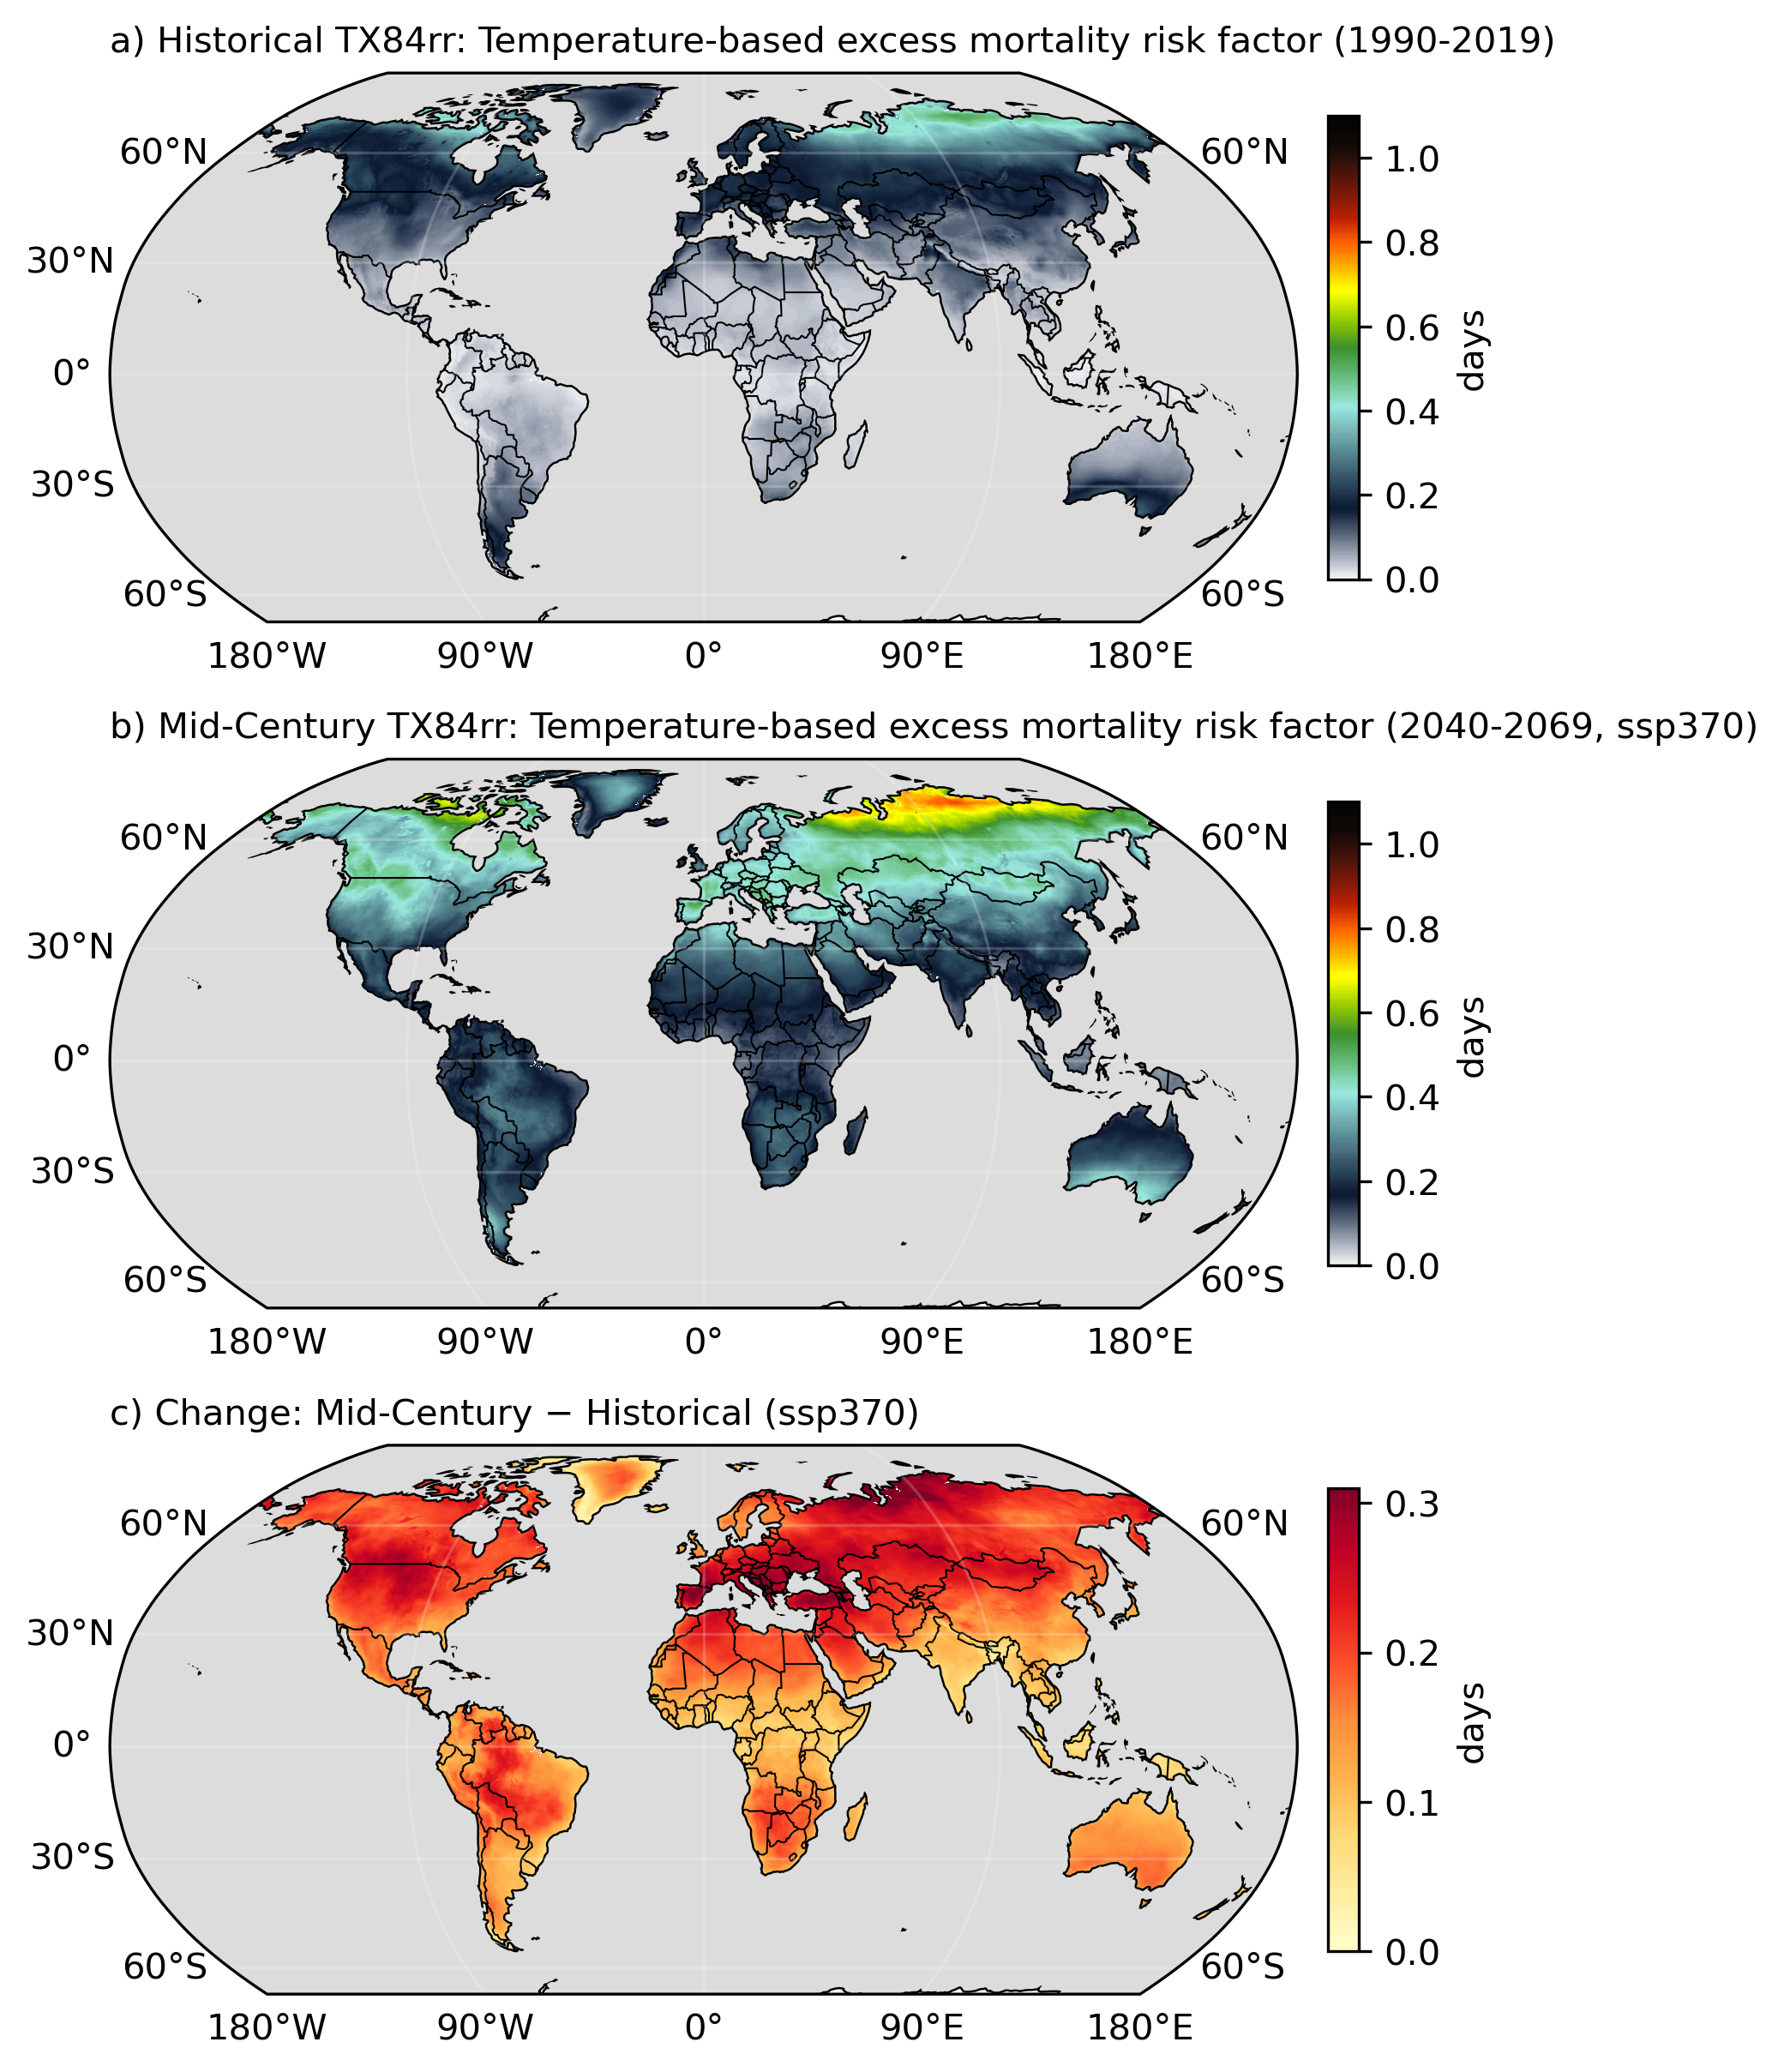 a) Historical TX84rr: Temperature-based excess mortality risk factor (1990-2019)
60°N 60°N
30°N
0°
30°S
60°S 60°S
180°W 90°W 0° 90°E 180°E
1.0
0.8
0.6
0.4
0.2
0.0
days
b) Mid-Century TX84rr: Temperature-based excess mortality risk factor (2040-2069, ssp370)
60°N 60°N
30°N
0°
30°S
60°S 60°S
180°W 90°W 0° 90°E 180°E
1.0
0.8
0.6
0.4
0.2
0.0
days
c) Change: Mid-Century − Historical (ssp370)
60°N 60°N
30°N
0°
30°S
60°S 60°S
180°W 90°W 0° 90°E 180°E
0.3
0.2
0.1
0.0
days